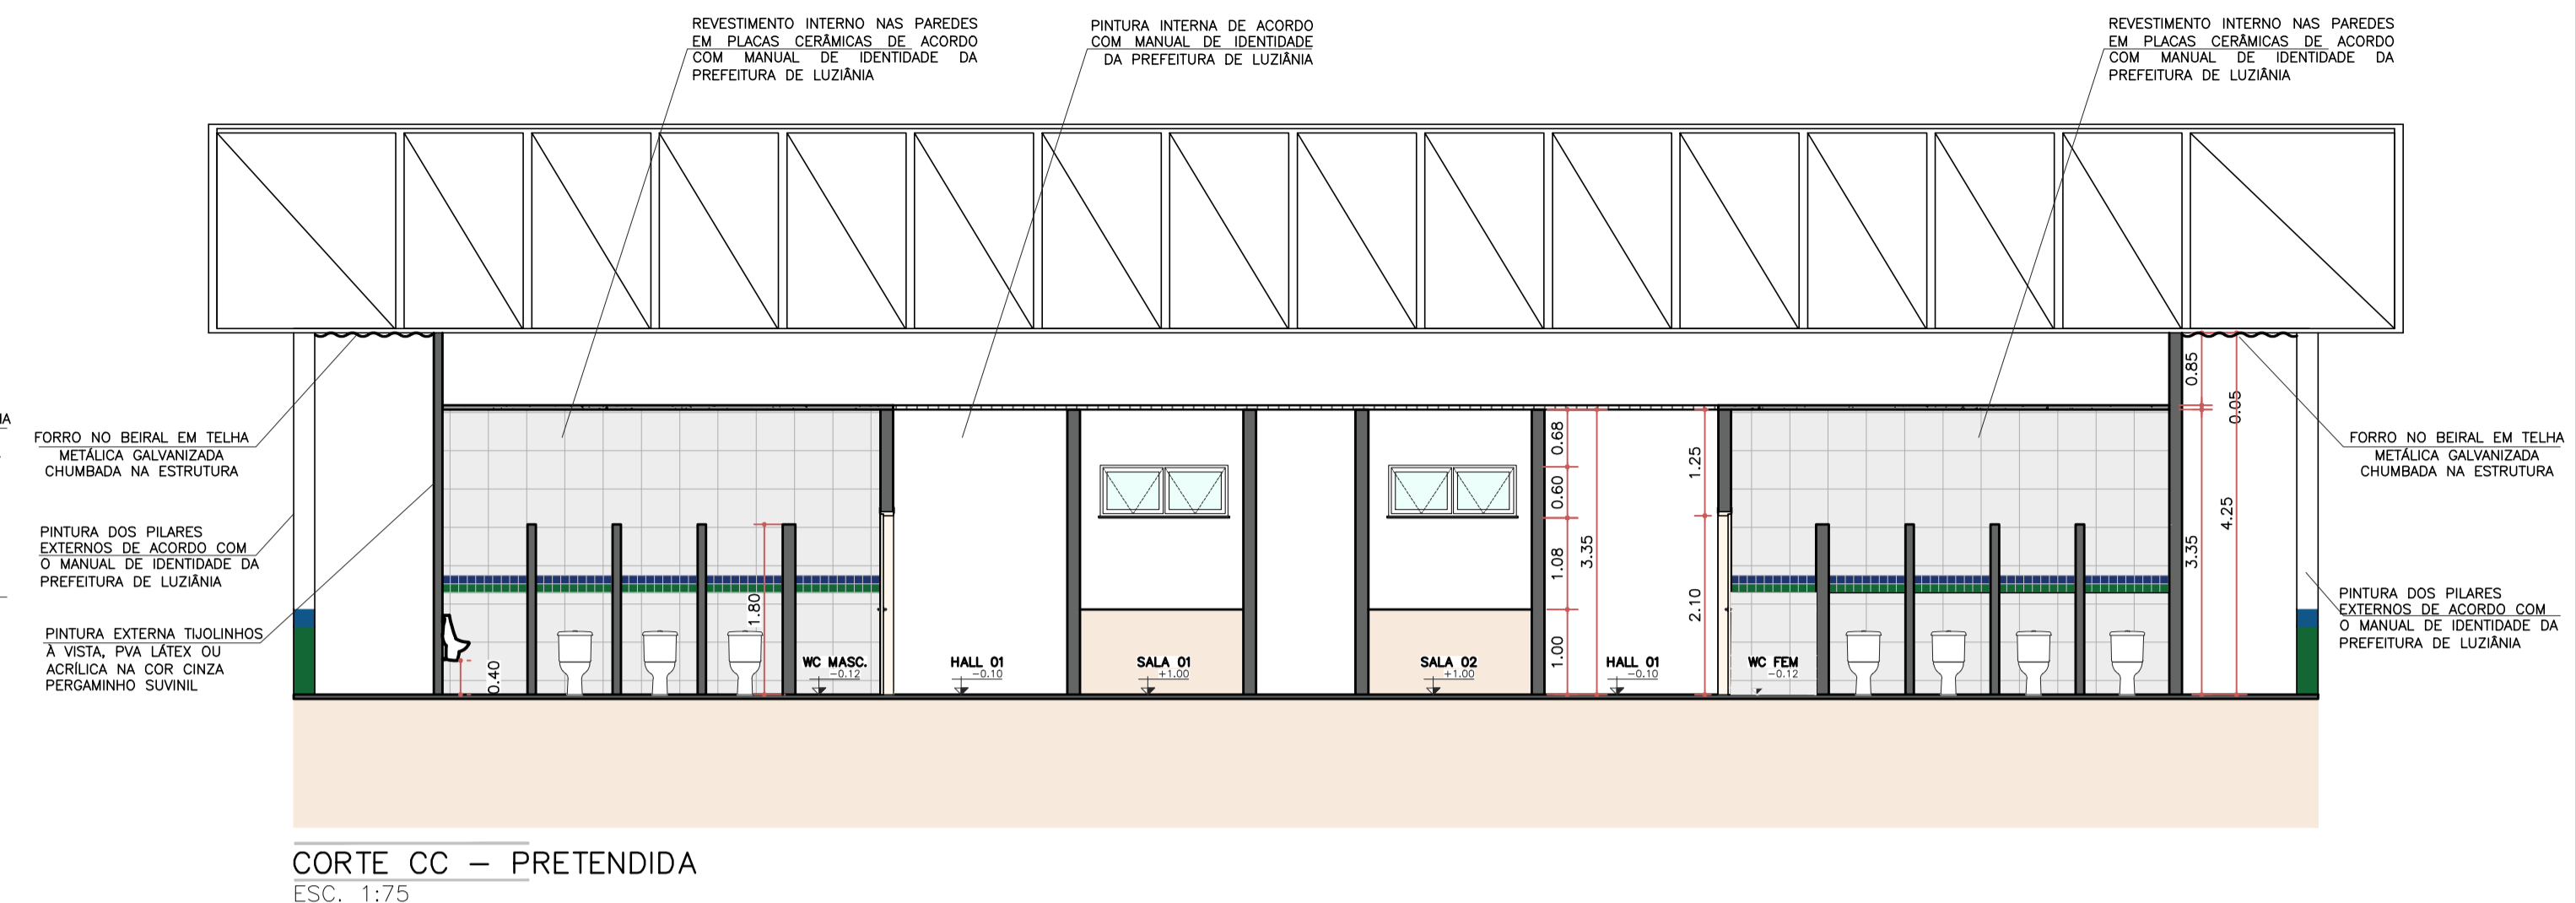 REVESTIMENTO INTERNO NAS PAREDES
EM PLACAS CERÂMICAS DE ACORDO
COM MANUAL DE IDENTIDADE DA
PREFEITURA DE LUZIÂNIA
PINTURA INTERNA DE ACORDO
COM MANUAL DE IDENTIDADE
DA PREFEITURA DE LUZIÂNIA
REVESTIMENTO INTERNO NAS PAREDES
EM PLACAS CERÂMICAS DE ACORDO
COM MANUAL DE IDENTIDADE DA
PREFEITURA DE LUZIÂNIA
FORRO NO BEIRAL EM TELHA
METÁLICA GALVANIZADA
CHUMBADA NA ESTRUTURA
PINTURA DOS PILARES
EXTERNOS DE ACORDO COM
O MANUAL DE IDENTIDADE DA
PREFEITURA DE LUZIÂNIA
PINTURA EXTERNA TIJOLINHOS
À VISTA, PVA LÁTEX OU
ACRÍLICA NA COR CINZA
PERGAMINHO SUVINIL
0.40
1.80
WC MASC.
-0.12
HALL 01
-0.10
SALA 01
+1.00
SALA 02
+1.00
0.68
0.60
1.08
1.00
3.35
HALL 01
-0.10
1.25
2.10
WC FEM
-0.12
0.85
0.05
3.35
4.25
FORRO NO BEIRAL EM TELHA
METÁLICA GALVANIZADA
CHUMBADA NA ESTRUTURA
PINTURA DOS PILARES
EXTERNOS DE ACORDO COM
O MANUAL DE IDENTIDADE DA
PREFEITURA DE LUZIÂNIA
CORTE CC – PRETENDIDA
ESC. 1:75